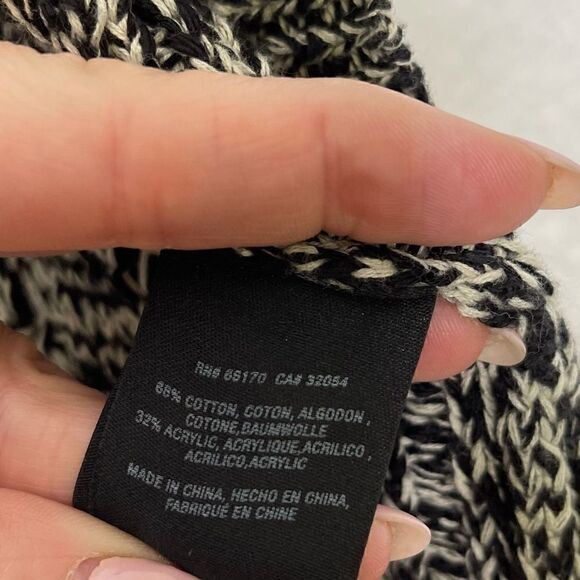 RN# 65170 CA# 32054
68% COTTON, COTON, ALGODON,
COTONE, BAUMWOLLE
32% ACRYLIC, ACRYLIQUE, ACRILICO,
ACRILICO, ACRYLIC
MADE IN CHINA, HECHO EN CHINA,
FABRIQUÉ EN CHINE